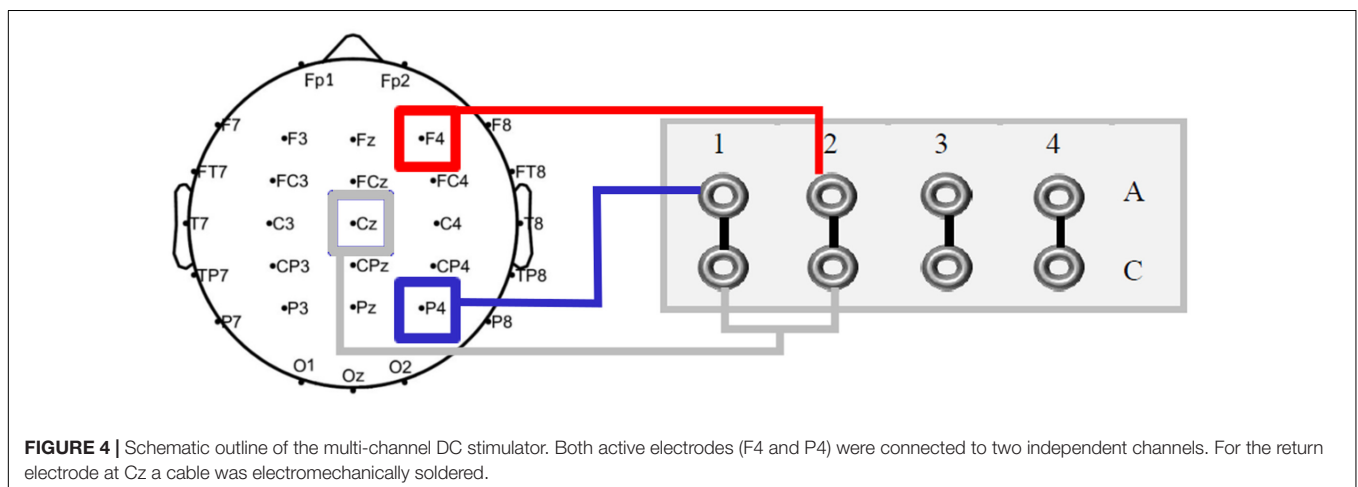 Fp1 Fp2
1 2 3 4
F7 F3 Fz F4 F8
FT7 FC3 FCz FC4 FT8
A
T7 C3 Cz C4 T8
TP7 CP3 CPz CP4 TP8
C
P7 P3 Pz P4 P8
O1 Oz O2
FIGURE 4 | Schematic outline of the multi-channel DC stimulator. Both active electrodes (F4 and P4) were connected to two independent channels. For the return
electrode at Cz a cable was electromechanically soldered.